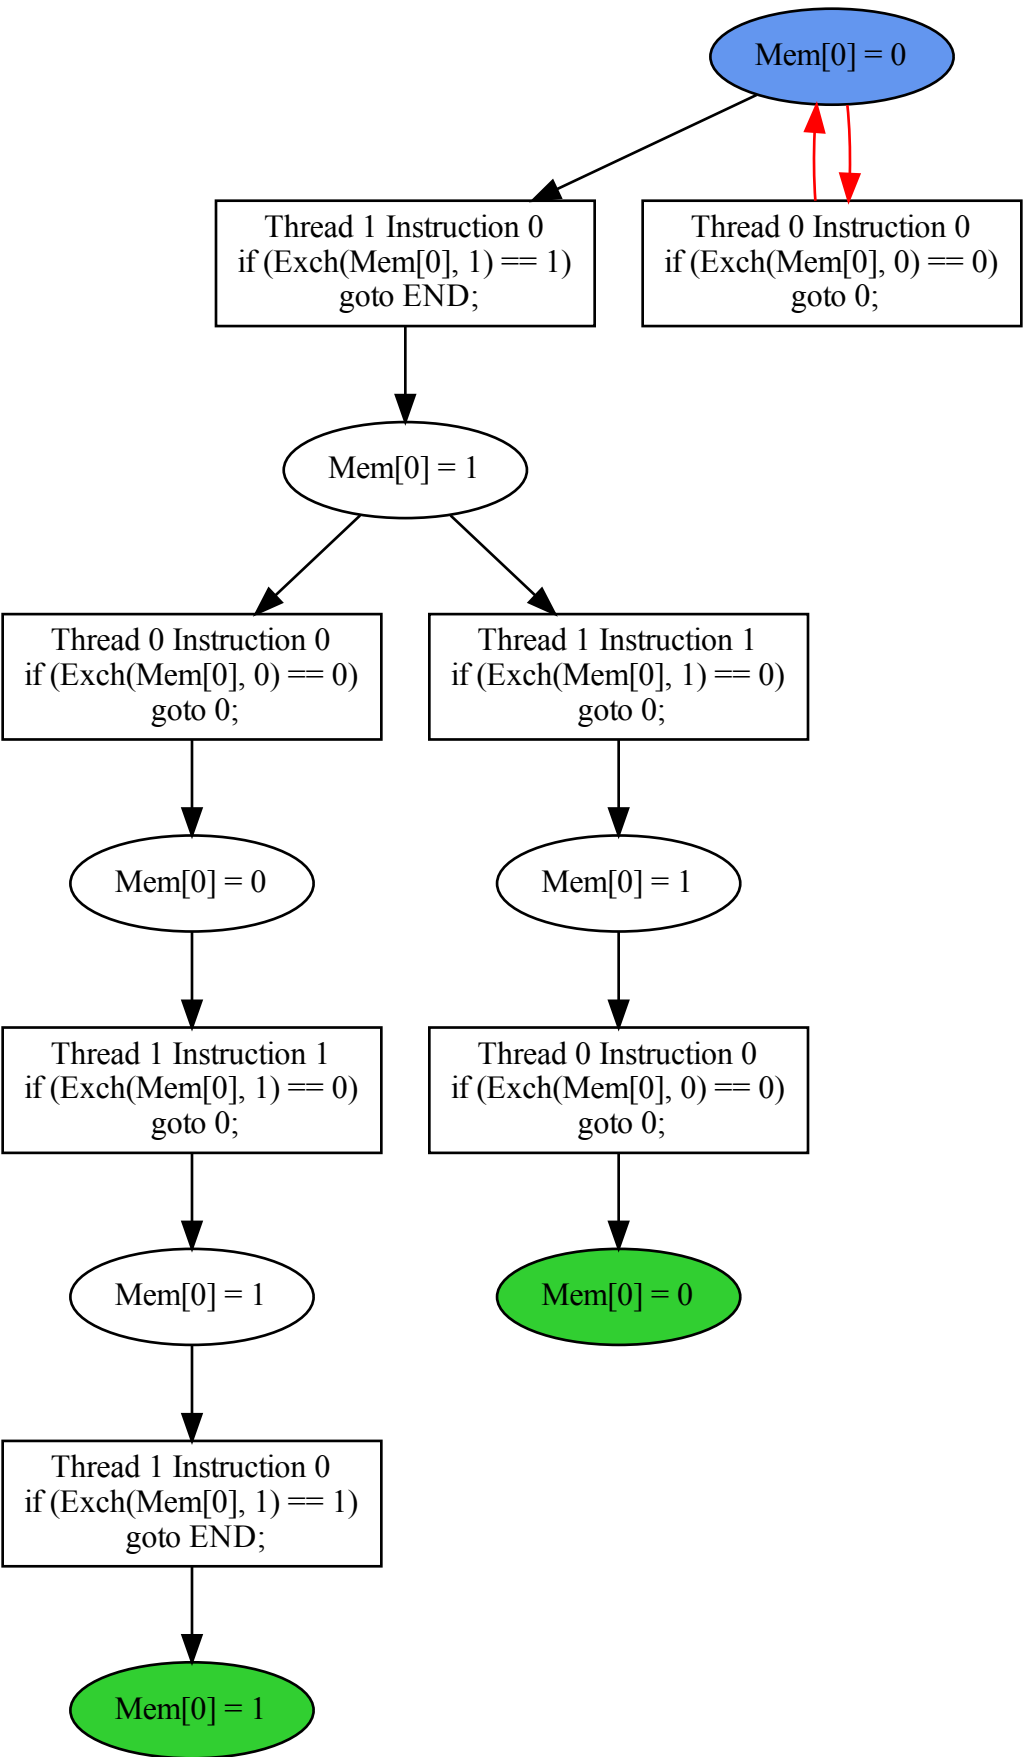 Mem[0] = 0
Thread 1 Instruction 0
if (Exch(Mem[0], 1) == 1)
goto END;
Thread 0 Instruction 0
if (Exch(Mem[0], 0) == 0)
goto 0;
Mem[0] = 1
Thread 0 Instruction 0
if (Exch(Mem[0], 0) == 0)
goto 0;
Thread 1 Instruction 1
if (Exch(Mem[0], 1) == 0)
goto 0;
Mem[0] = 0
Mem[0] = 1
Thread 1 Instruction 1
if (Exch(Mem[0], 1) == 0)
goto 0;
Thread 0 Instruction 0
if (Exch(Mem[0], 0) == 0)
goto 0;
Mem[0] = 1
Mem[0] = 0
Thread 1 Instruction 0
if (Exch(Mem[0], 1) == 1)
goto END;
Mem[0] = 1